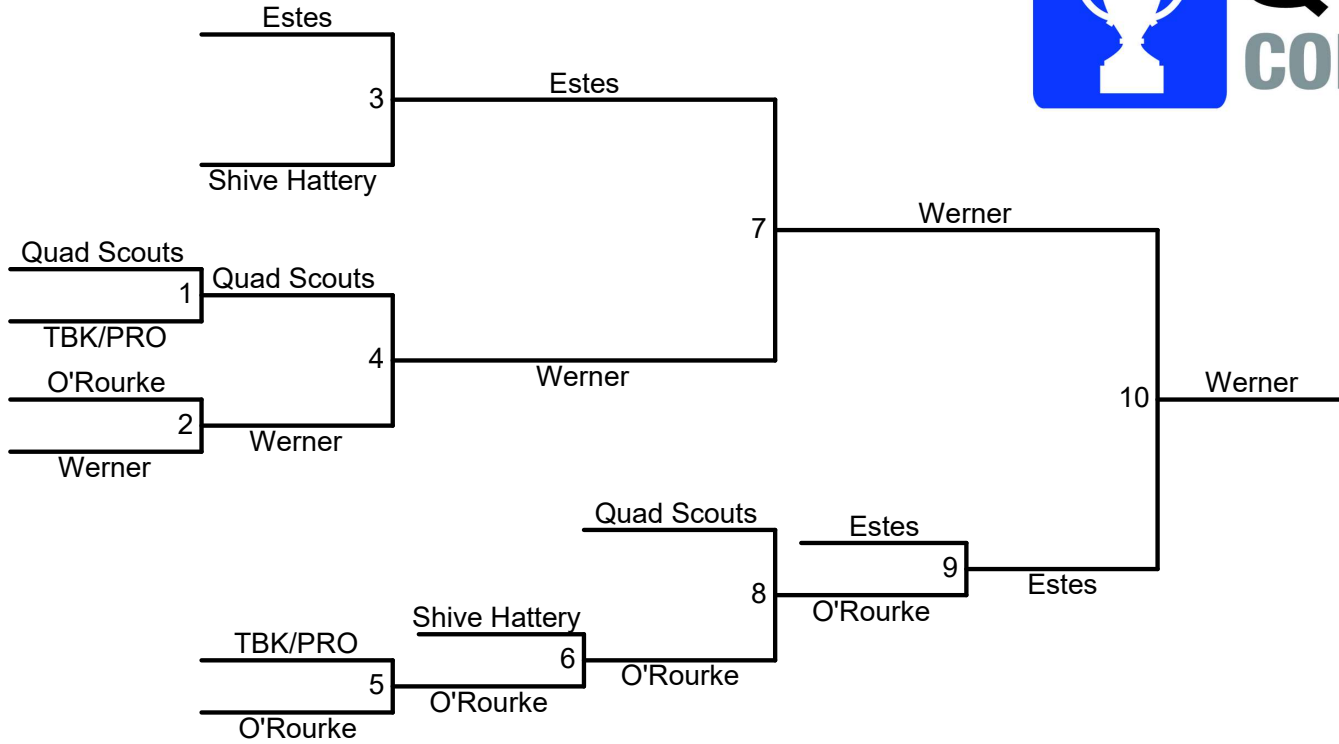 Estes
3
Estes
Shive Hattery
7
Werner
Quad Scouts
1
Quad Scouts
TBK/PRO
4
Werner
O'Rourke
2
Werner
Werner
10
Werner
Quad Scouts
8
Estes
9
Estes
O'Rourke
Shive Hattery
6
O'Rourke
TBK/PRO
5
O'Rourke
O'Rourke